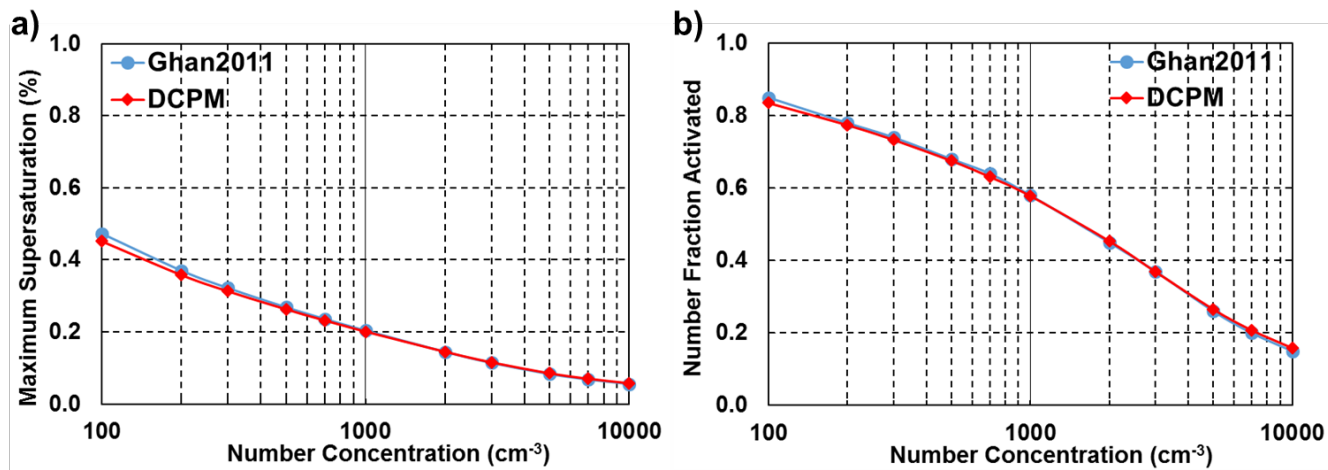 a)
Maximum Supersaturation (%)
1.0
0.8
0.6
0.4
0.2
0.0
Ghan2011
DCPM
100
1000
10000
Number Concentration (cm-3)
b)
Number Fraction Activated
1.0
0.8
0.6
0.4
0.2
0.0
Ghan2011
DCPM
100
1000
10000
Number Concentration (cm-3)